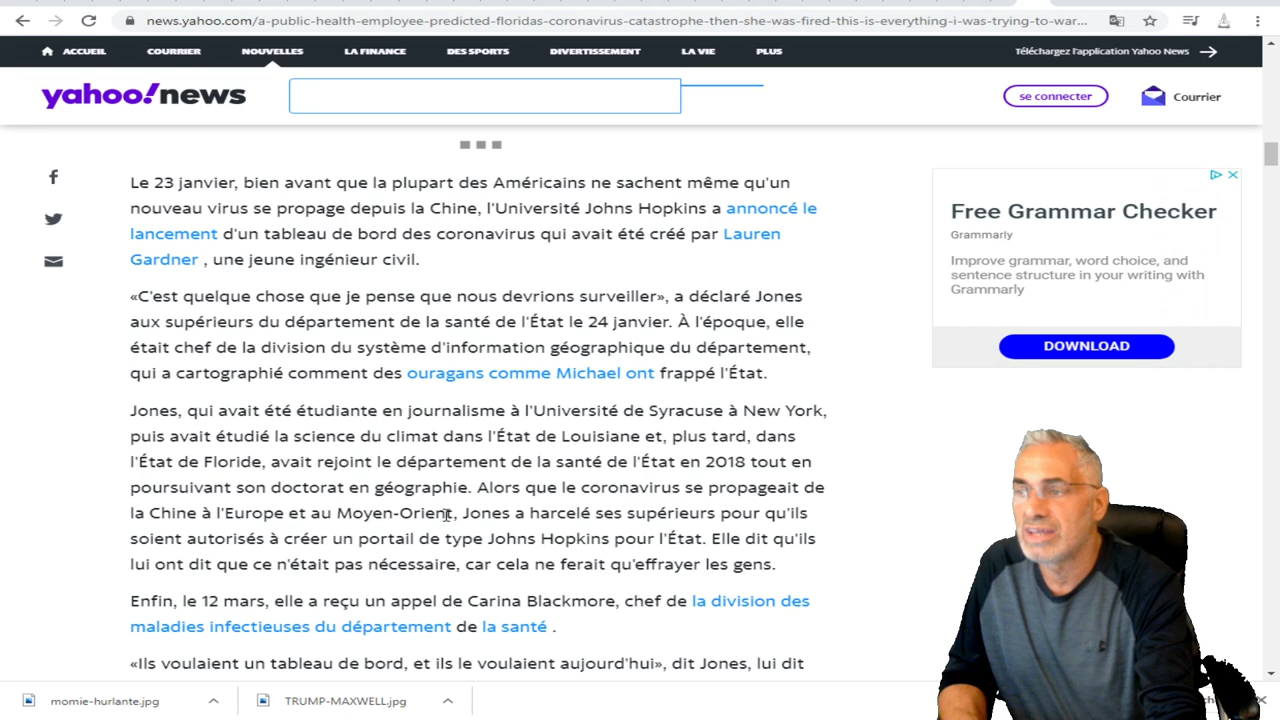 news.yahoo.com/a-public-health-employee-predicted-floridas-coronavirus-catastrophe-then-she-was-fired-this-is-everything-i-was-trying-to-war...
ACCUEIL COURRIER NOUVELLES LA FINANCE DES SPORTS DIVERTISSEMENT LA VIE PLUS Téléchargez l'application Yahoo News
yahoo!news
se connecter
Courrier
Le 23 janvier, bien avant que la plupart des Américains ne sachent même qu'un
nouveau virus se propage depuis la Chine, l'Université Johns Hopkins a annoncé le
lancement d'un tableau de bord des coronavirus qui avait été créé par Lauren
Gardner , une jeune ingénieur civil.
«C'est quelque chose que je pense que nous devrions surveiller», a déclaré Jones
aux supérieurs du département de la santé de l'État le 24 janvier. À l'époque, elle
était chef de la division du système d'information géographique du département,
qui a cartographié comment des ouragans comme Michael ont frappé l'État.
Jones, qui avait été étudiante en journalisme à l'Université de Syracuse à New York,
puis avait étudié la science du climat dans l'État de Louisiane et, plus tard, dans
l'État de Floride, avait rejoint le département de la santé de l'État en 2018 tout en
poursuivant son doctorat en géographie. Alors que le coronavirus se propageait de
la Chine à l'Europe et au Moyen-Orient, Jones a harcelé ses supérieurs pour qu'ils
soient autorisés à créer un portail de type Johns Hopkins pour l'État. Elle dit qu'ils
lui ont dit que ce n'était pas nécessaire, car cela ne ferait qu'effrayer les gens.
Enfin, le 12 mars, elle a reçu un appel de Carina Blackmore, chef de la division des
maladies infectieuses du département de la santé .
«Ils voulaient un tableau de bord, et ils le voulaient aujourd'hui», dit Jones, lui dit
Free Grammar Checker
Grammarly
Improve grammar, word choice, and
sentence structure in your writing with
Grammarly
DOWNLOAD
momie-hurlante.jpg
TRUMP-MAXWELL.jpg